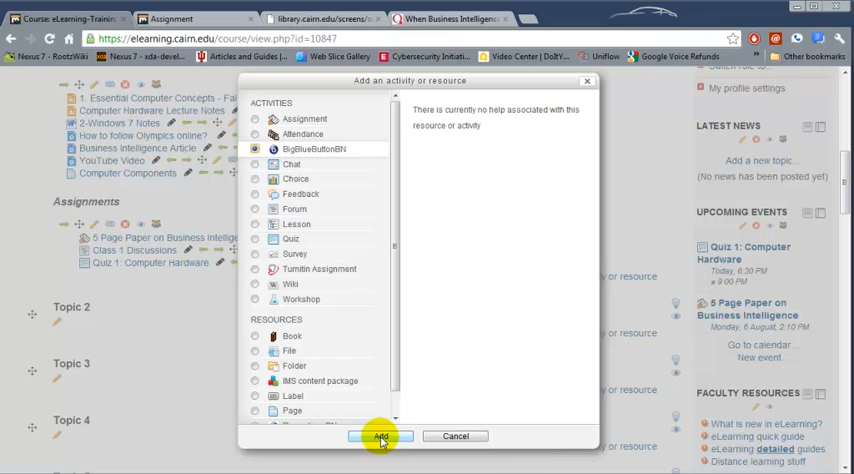 Course: eLearning-Training
Assignment
library.cairn.edu/screens/o
When Business Intelligence
https://elearning.cairn.edu/course/view.php?id=10847
Nexus 7 - RootzWiki
Nexus 7 - xda-devel...
Articles and Guides |...
Web Slice Gallery
Cybersecurity Initiati...
Video Center | DoItY...
Uniflow
Google Voice Refunds
Other bookmarks
1. Essential Computer Concepts - Fal
Computer Hardware Lecture Notes
2-Windows 7 Notes
How to follow Olympics online?
Business Intelligence Article
YouTube Video
Computer Components
Assignments
5 Page Paper on Business Intellige
Class 1 Discussions
Quiz 1: Computer Hardware
Topic 2
Topic 3
Topic 4
Add an activity or resource
ACTIVITIES
Assignment
Attendance
BigBlueButtonBN
Chat
Choice
Feedback
Forum
Lesson
Quiz
Survey
Turnitin Assignment
Wiki
Workshop
RESOURCES
Book
File
Folder
IMS content package
Label
Page
There is currently no help associated with this
resource or activity
Add
Cancel
y or resource
y or resource
y or resource
y or resource
My profile settings
LATEST NEWS
Add a new topic...
(No news has been posted yet)
UPCOMING EVENTS
Quiz 1: Computer
Hardware
Today, 6:30 PM
» 9:00 PM
5 Page Paper on
Business Intelligence
Monday, 6 August, 2:10 PM
Go to calendar...
New event...
FACULTY RESOURCES
What is new in eLearning?
eLearning quick guide
eLearning detailed guides
Distance learning stuff